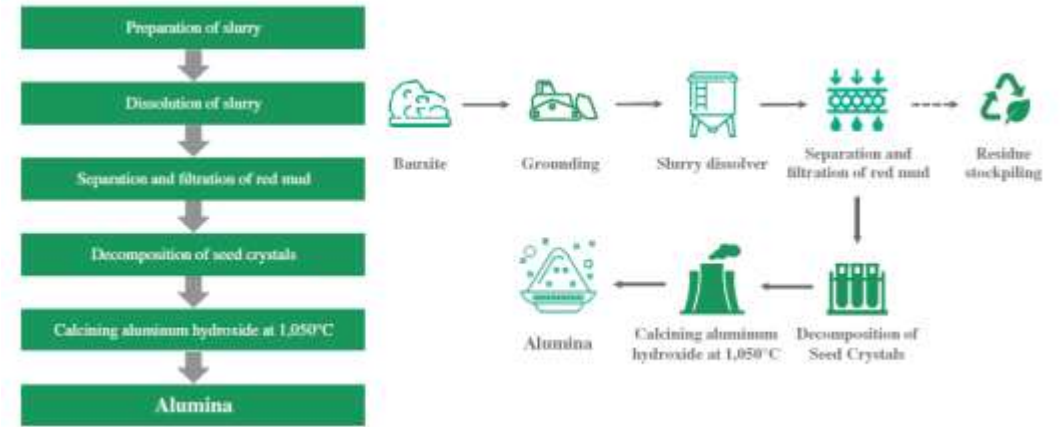 Preparation of slurry
Dissolution of slurry
Separation and filtration of red mud
Decomposition of seed crystals
Calcining aluminum hydroxide at 1,050°C
Alumina
Bauxite
Grounding
Slurry dissolver
Separation and
filtration of red mud
Residue
stockpiling
Alumina
Calcining aluminum
hydroxide at 1,050°C
Decomposition of
Seed Crystals